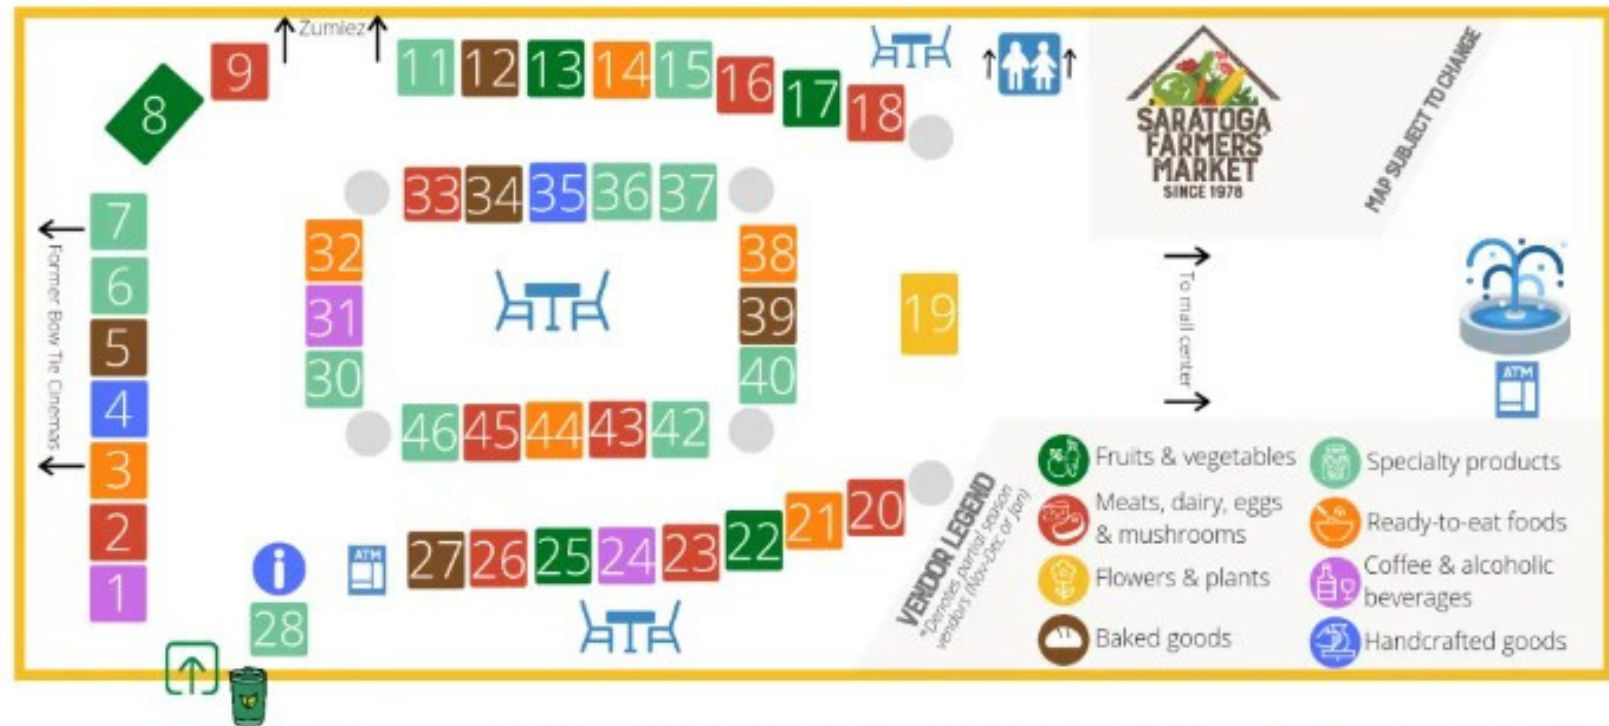 Zumiez
9
8
11
12
13
14
15
16
17
18
SARATOGA
FARMERS
MARKET
SINCE 1978
MAP SUBJECT TO CHANGE
7
6
5
4
3
2
1
Former Bow Tie Cinemas
33
34
35
36
37
32
31
30
38
39
40
19
To mall center
ATM
46
45
44
43
42
27
26
25
24
23
22
21
20
ATM
28
VENDOR LEGEND
*Denotes partial season
vendors (Nov-Dec or Jan)
Fruits & vegetables
Meats, dairy, eggs
& mushrooms
Flowers & plants
Baked goods
Specialty products
Ready-to-eat foods
Coffee & alcoholic
beverages
Handcrafted goods